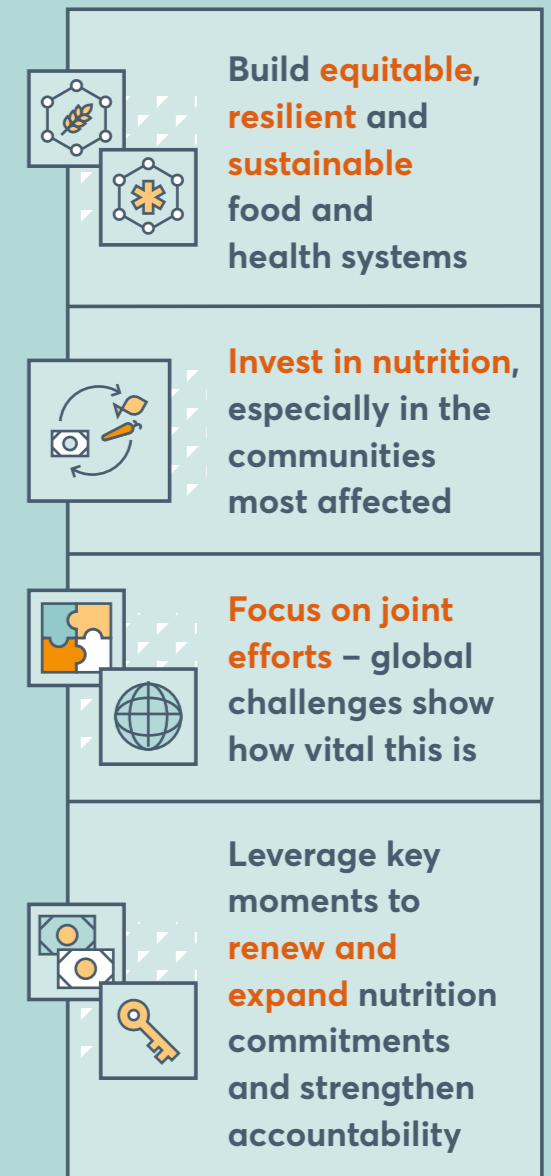 Build equitable,
resilient and
sustainable
food and
health systems
Invest in nutrition,
especially in the
communities
most affected
Focus on joint
efforts – global
challenges show
how vital this is
Leverage key
moments to
renew and
expand nutrition
commitments
and strengthen
accountability